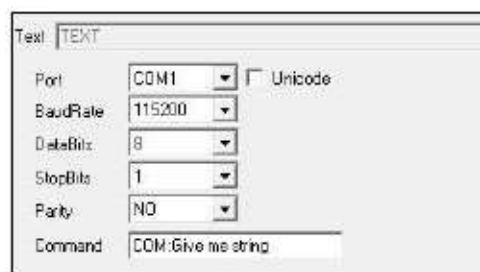 Text TEXT
Port COM1 Unicode
BaudRate 115200
DataBits 8
StopBits 1
Parity NO
Command COM:Give me string